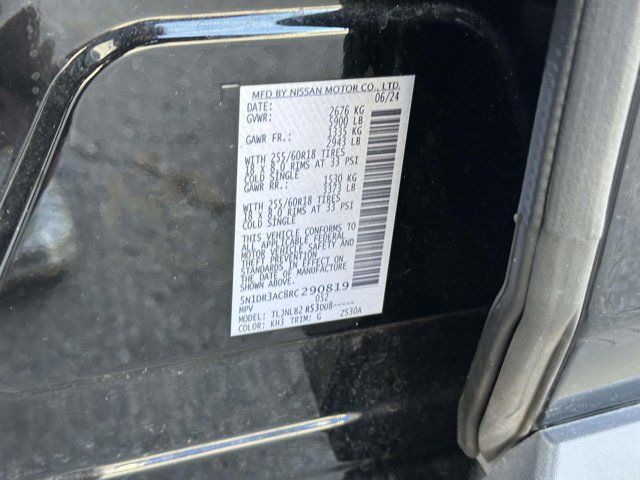 MFD BY NISSAN MOTOR CO., LTD.
DATE: 06/24
GVWR: 2676 KG
5900 LB
GAWR FR.: 1335 KG
2943 LB
WITH 255/60R18 TIRES
18 X 8.0 RIMS AT 33 PSI
COLD SINGLE
GAWR RR.: 1530 KG
3373 LB
WITH 255/60R18 TIRES
18 X 8.0 RIMS AT 33 PSI
COLD SINGLE
THIS VEHICLE CONFORMS TO
ALL APPLICABLE FEDERAL
MOTOR VEHICLE SAFETY AND
THEFT PREVENTION
STANDARDS IN EFFECT ON
THE DATE OF MANUFACTURE
SHOWN ABOVE.
5N1DR3AC8RC290819
MPV 052
MODEL: TLJNLB2 R53DU8-----
COLOR: KH3 TRIM: G Z530A